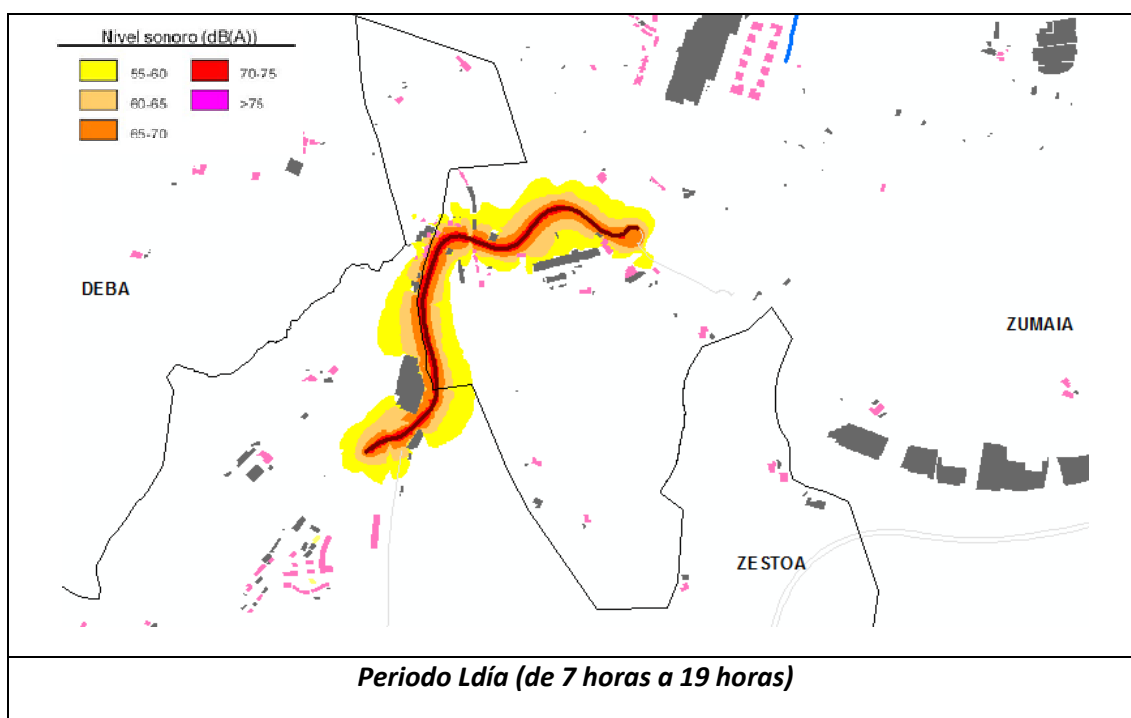 Nivel sonoro (dB(A))
55-60
70-75
60-65
>75
65-70
DEBA
ZUMAIA
ZESTOA
Periodo Ldía (de 7 horas a 19 horas)